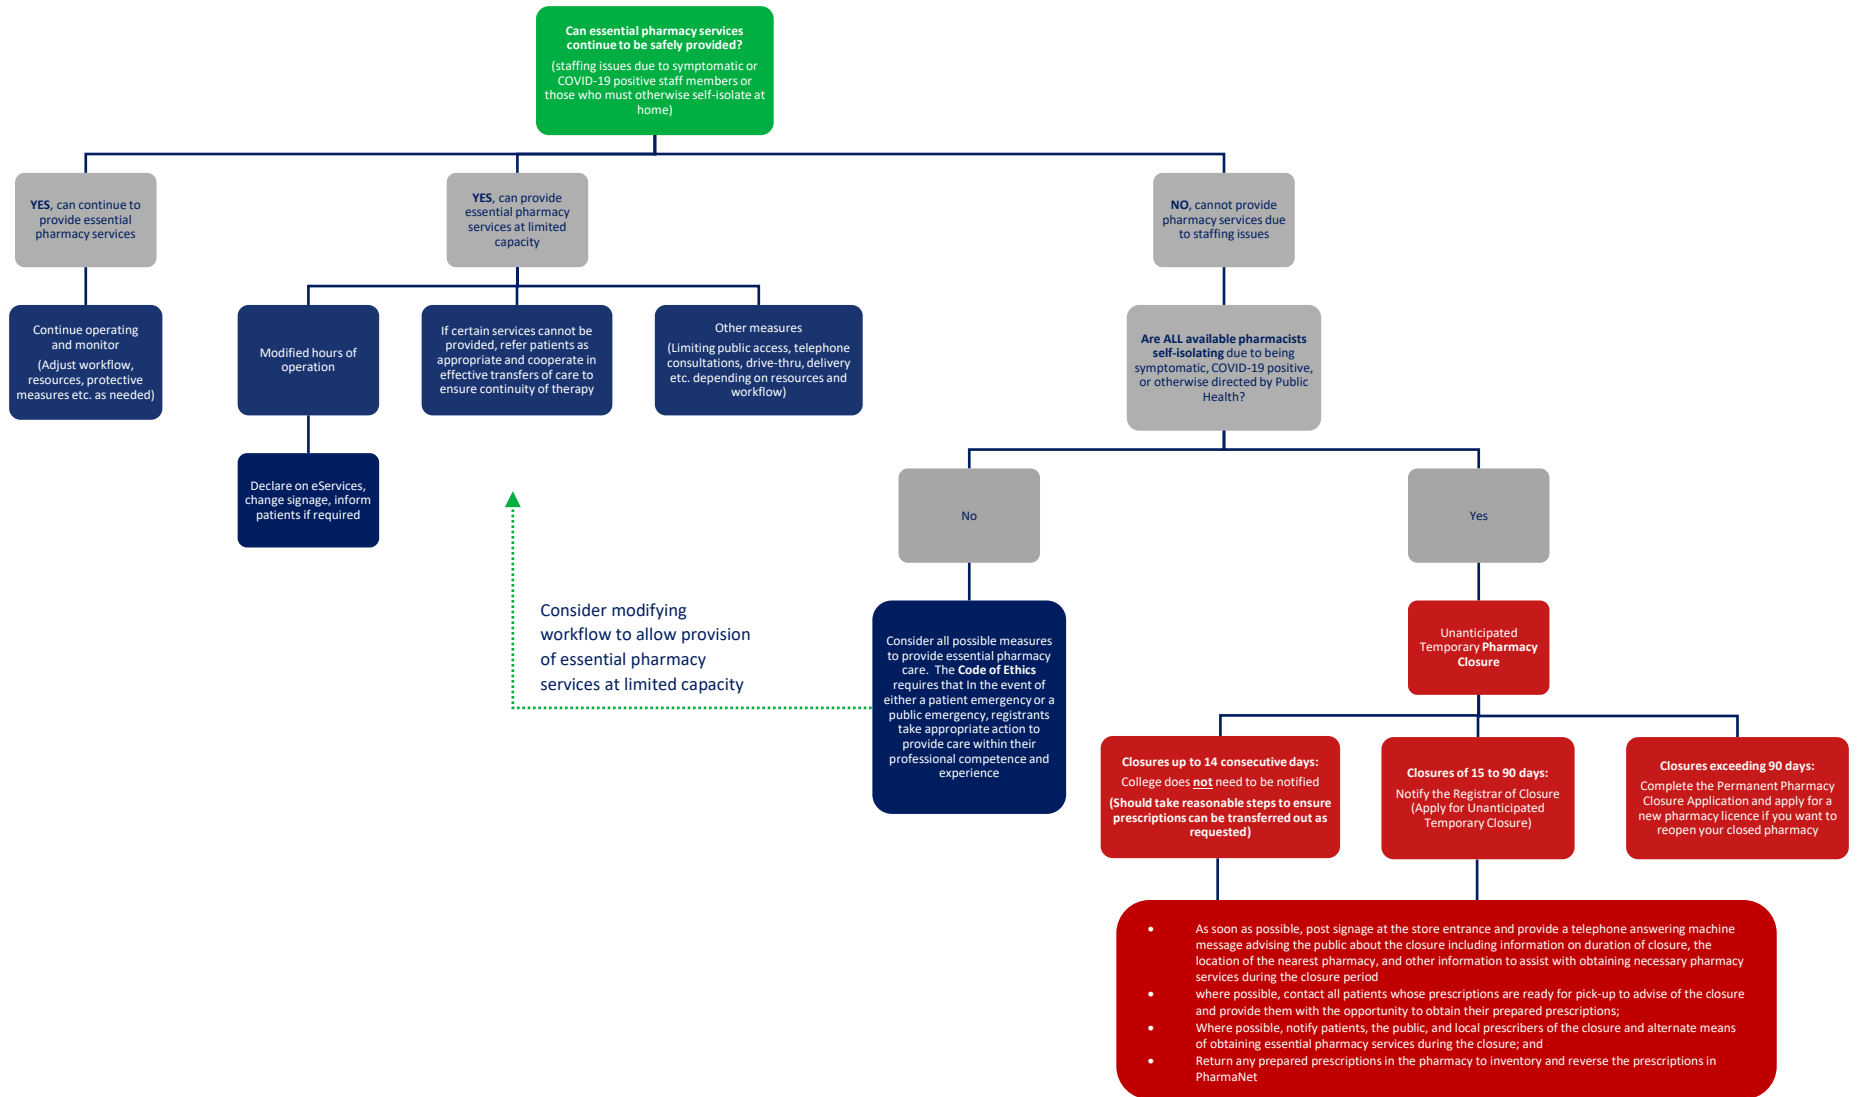 Can essential pharmacy services
continue to be safely provided?
(staffing issues due to symptomatic or
COVID-19 positive staff members or
those who must otherwise self-isolate at
home)
YES, can continue to
provide essential
pharmacy services
YES, can provide
essential pharmacy
services at limited
capacity
NO, cannot provide
pharmacy services due
to staffing issues
Continue operating
and monitor
(Adjust workflow,
resources, protective
measures etc. as needed)
Modified hours of
operation
If certain services cannot be
provided, refer patients as
appropriate and cooperate in
effective transfers of care to
ensure continuity of therapy
Other measures
(Limiting public access, telephone
consultations, drive-thru, delivery
etc. depending on resources and
workflow)
Are ALL available pharmacists
self-isolating due to being
symptomatic, COVID-19 positive,
or otherwise directed by Public
Health?
Declare on eServices,
change signage, inform
patients if required
No
Yes
Consider modifying
workflow to allow provision
of essential pharmacy
services at limited capacity
Consider all possible measures
to provide essential pharmacy
care.  The Code of Ethics
requires that In the event of
either a patient emergency or a
public emergency, registrants
take appropriate action to
provide care within their
professional competence and
experience
Unanticipated
Temporary Pharmacy
Closure
Closures up to 14 consecutive days:
College does not need to be notified
(Should take reasonable steps to ensure
prescriptions can be transferred out as
requested)
Closures of 15 to 90 days:
Notify the Registrar of Closure
(Apply for Unanticipated
Temporary Closure)
Closures exceeding 90 days:
Complete the Permanent Pharmacy
Closure Application and apply for a
new pharmacy licence if you want to
reopen your closed pharmacy
• As soon as possible, post signage at the store entrance and provide a telephone answering machine
message advising the public about the closure including information on duration of closure, the
location of the nearest pharmacy, and other information to assist with obtaining necessary pharmacy
services during the closure period
• where possible, contact all patients whose prescriptions are ready for pick-up to advise of the closure
and provide them with the opportunity to obtain their prepared prescriptions;
• Where possible, notify patients, the public, and local prescribers of the closure and alternate means
of obtaining essential pharmacy services during the closure; and
• Return any prepared prescriptions in the pharmacy to inventory and reverse the prescriptions in
PharmaNet